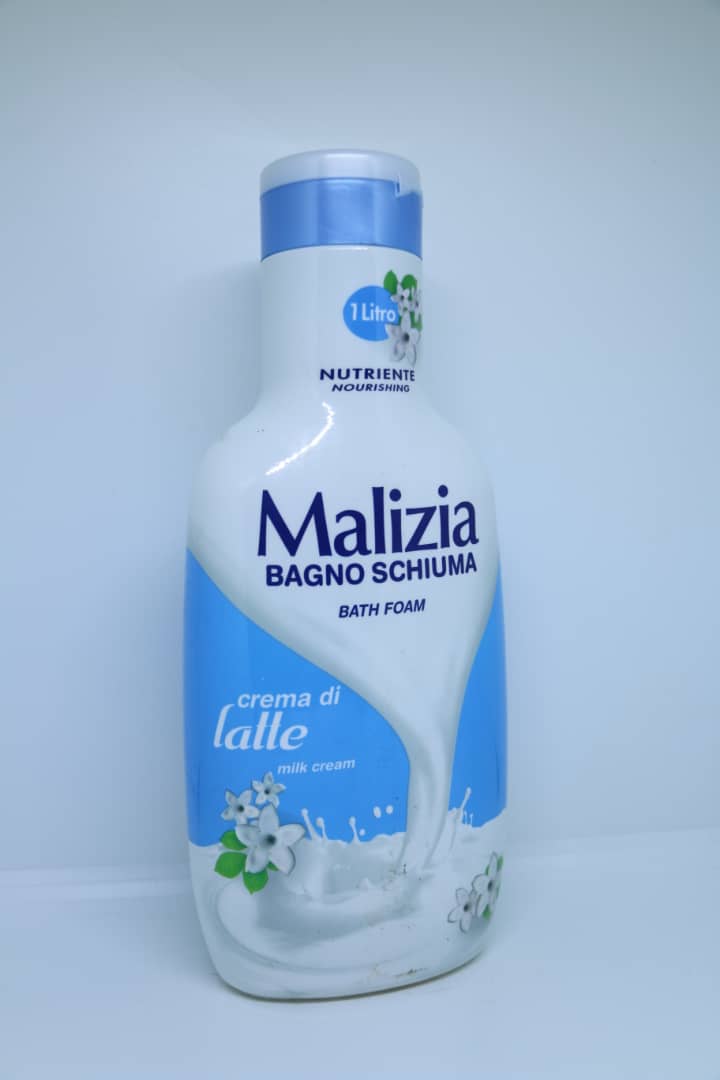 1 Litro
NUTRIENTE
NOURISHING
Malizia
BAGNO SCHIUMA
BATH FOAM
crema di
latte
milk cream